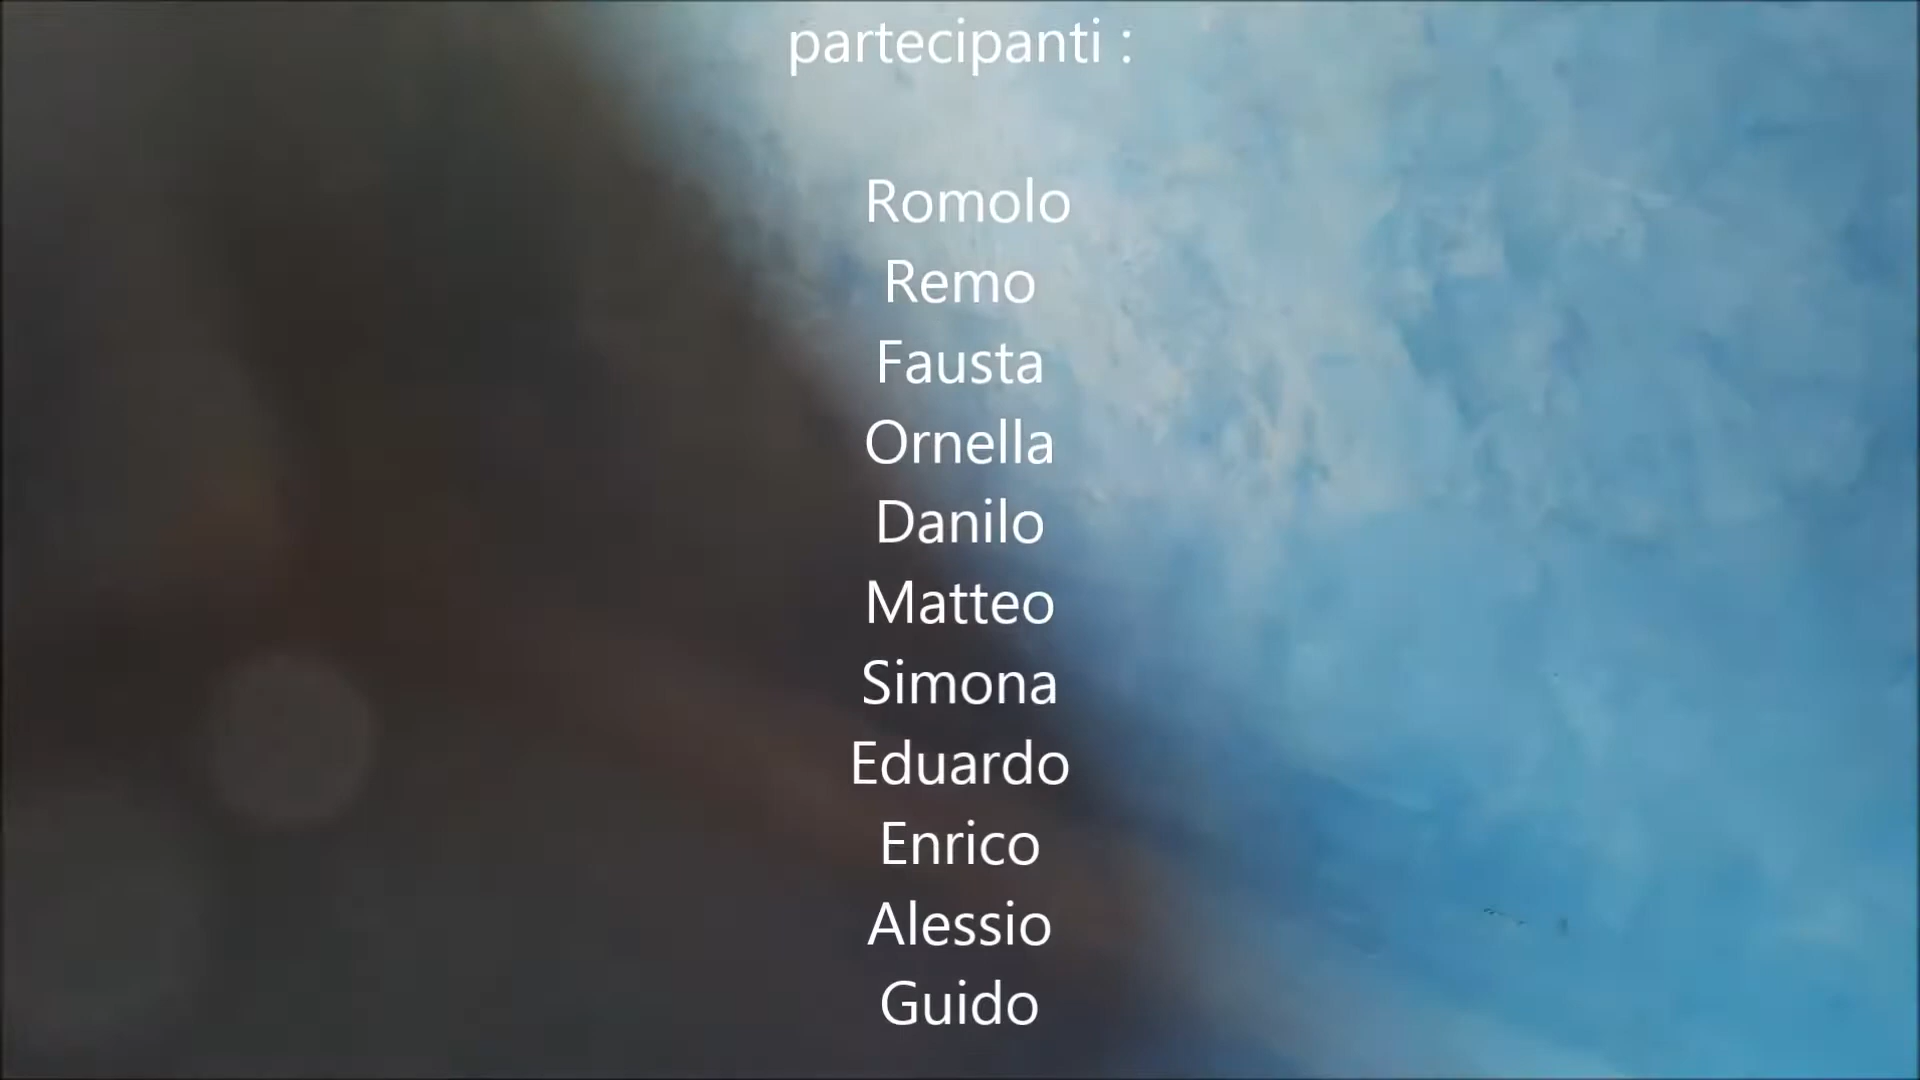 partecipanti :
Romolo
Remo
Fausta
Ornella
Danilo
Matteo
Simona
Eduardo
Enrico
Alessio
Guido